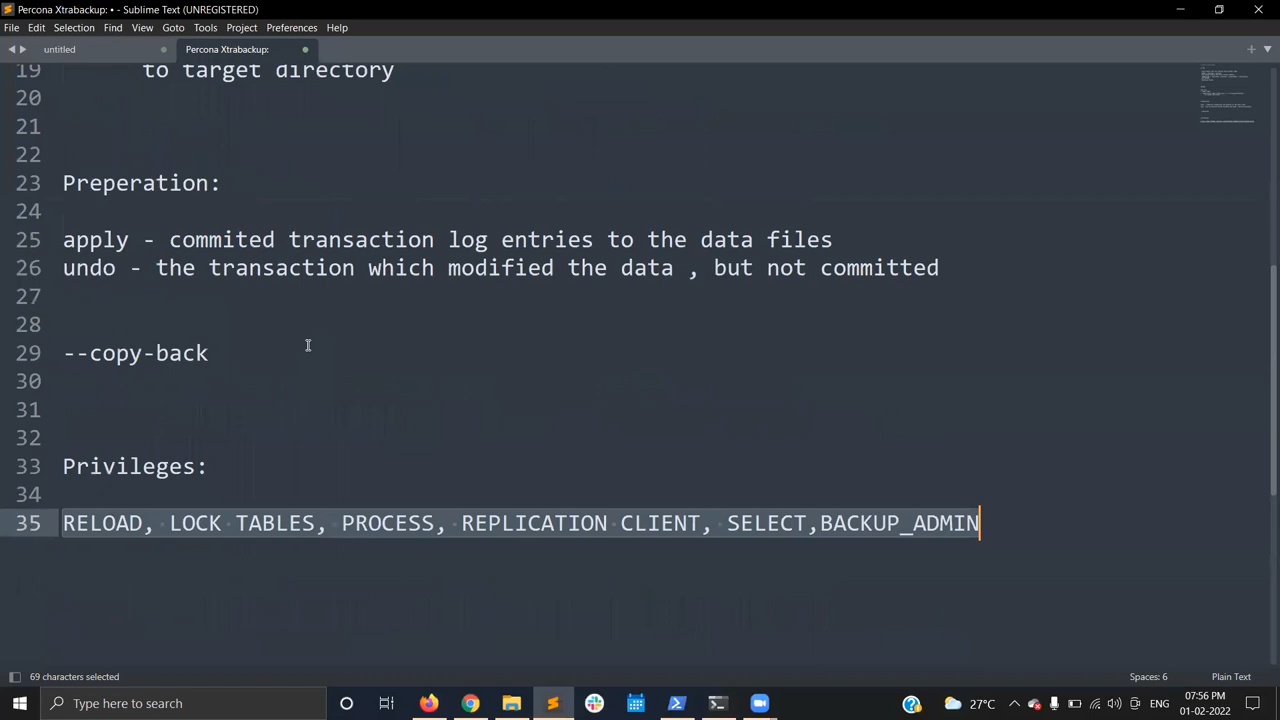 Percona Xtrabackup: • - Sublime Text (UNREGISTERED)
File Edit Selection Find View Goto Tools Project Preferences Help
untitled Percona Xtrabackup:
19 to target directory
20
21
22
23 Preperation:
24
25 apply - commited transaction log entries to the data files
26 undo - the transaction which modified the data , but not committed
27
28
29 --copy-back
30
31
32
33 Privileges:
34
35 RELOAD, LOCK TABLES, PROCESS, REPLICATION CLIENT, SELECT,BACKUP_ADMIN
69 characters selected Spaces: 6 Plain Text
Type here to search 27°C ENG 07:56 PM
01-02-2022